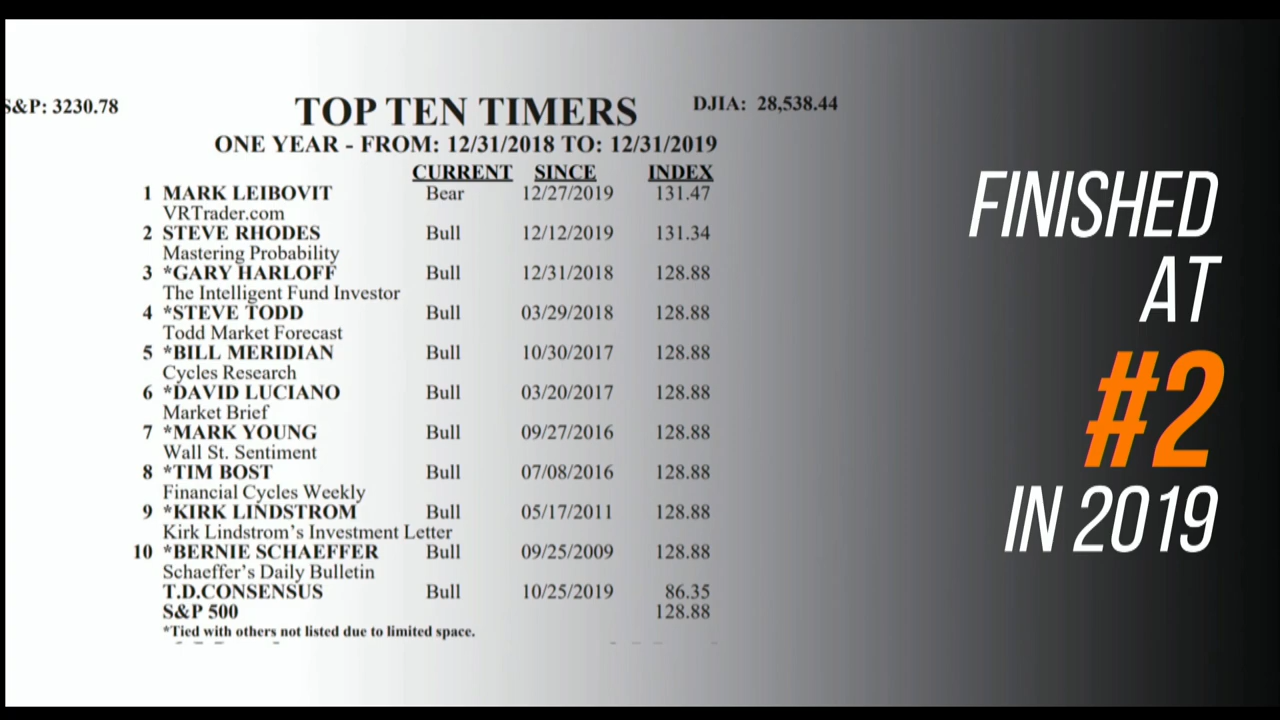 S&P: 3230.78
TOP TEN TIMERS
DJIA: 28,538.44
ONE YEAR - FROM: 12/31/2018 TO: 12/31/2019
CURRENT SINCE INDEX
1 MARK LEIBOVIT Bear 12/27/2019 131.47
VRTrader.com
2 STEVE RHODES Bull 12/12/2019 131.34
Mastering Probability
3 *GARY HARLOFF Bull 12/31/2018 128.88
The Intelligent Fund Investor
4 *STEVE TODD Bull 03/29/2018 128.88
Todd Market Forecast
5 *BILL MERIDIAN Bull 10/30/2017 128.88
Cycles Research
6 *DAVID LUCIANO Bull 03/20/2017 128.88
Market Brief
7 *MARK YOUNG Bull 09/27/2016 128.88
Wall St. Sentiment
8 *TIM BOST Bull 07/08/2016 128.88
Financial Cycles Weekly
9 *KIRK LINDSTROM Bull 05/17/2011 128.88
Kirk Lindstrom's Investment Letter
10 *BERNIE SCHAEFFER Bull 09/25/2009 128.88
Schaeffer's Daily Bulletin
T.D.CONSENSUS Bull 10/25/2019 86.35
S&P 500 128.88
*Tied with others not listed due to limited space.
FINISHED
AT
#2
IN 2019